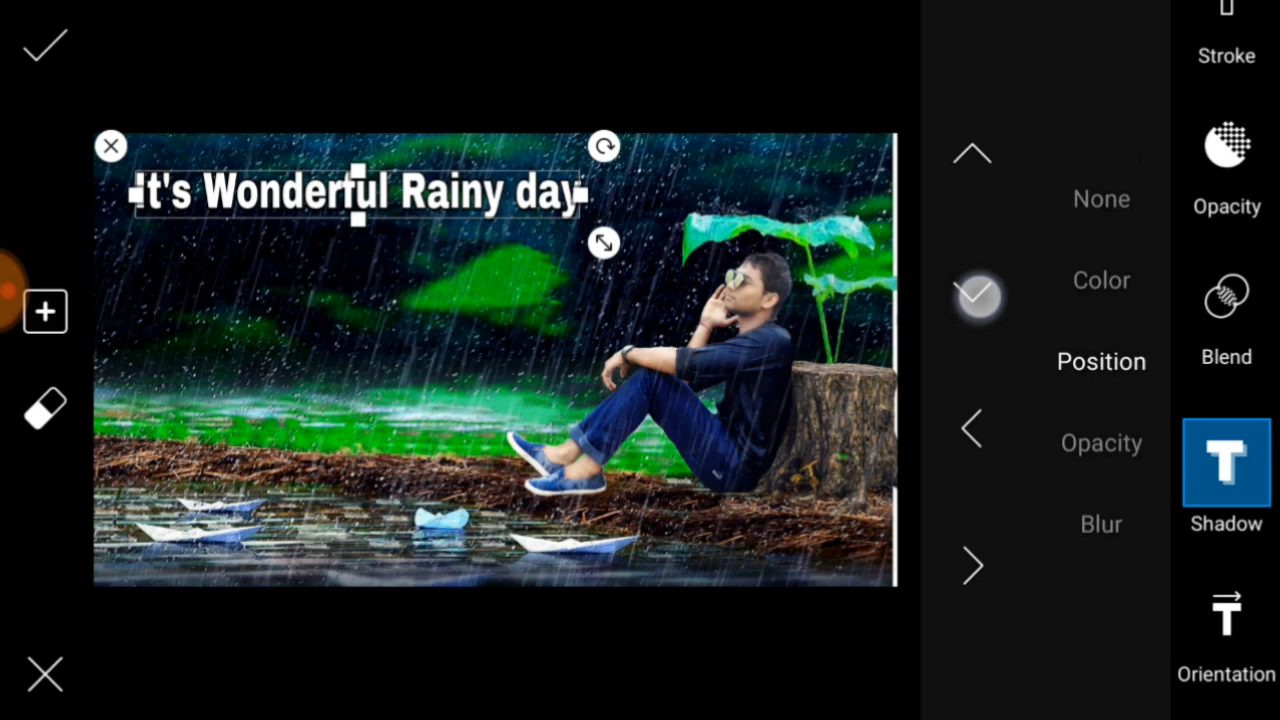 It's Wonderful Rainy day
None
Color
Position
Opacity
Blur
Stroke
Opacity
Blend
Shadow
Orientation